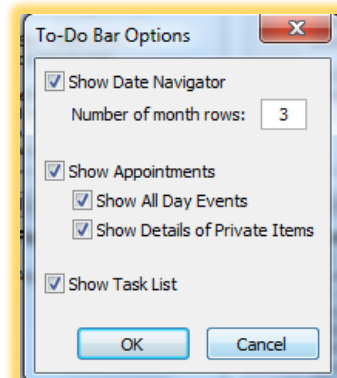 To-Do Bar Options
Show Date Navigator
Number of month rows: 3
Show Appointments
Show All Day Events
Show Details of Private Items
Show Task List
OK Cancel